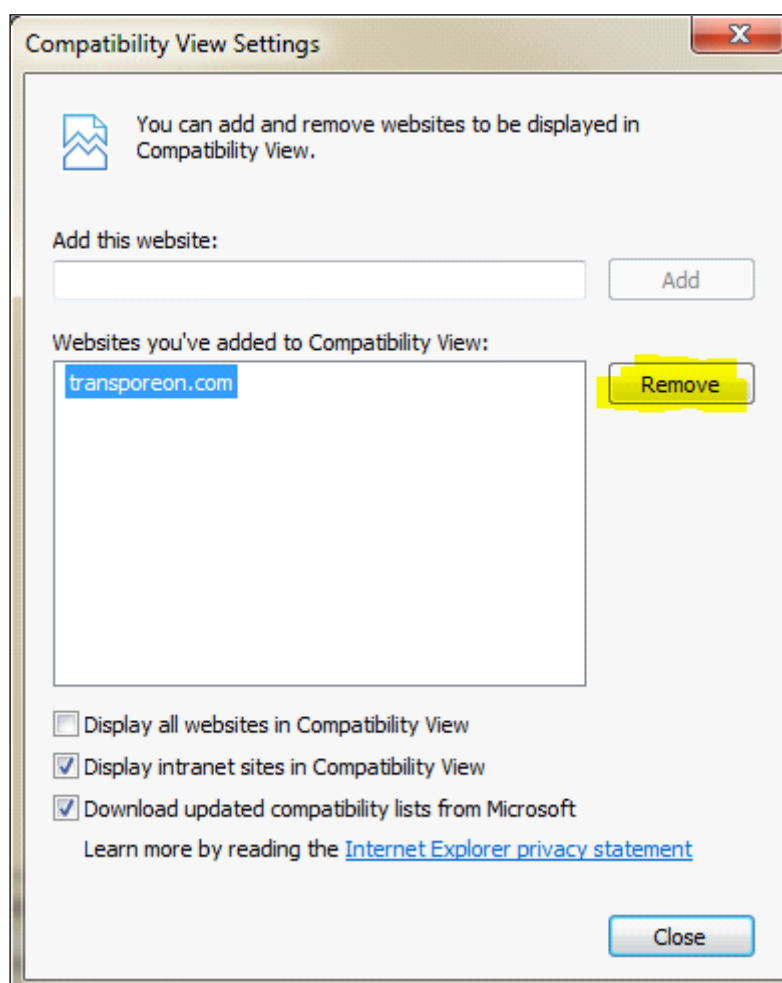 Compatibility View Settings
You can add and remove websites to be displayed in
Compatibility View.
Add this website:
Add
Websites you've added to Compatibility View:
transporeon.com
Remove
Display all websites in Compatibility View
Display intranet sites in Compatibility View
Download updated compatibility lists from Microsoft
Learn more by reading the Internet Explorer privacy statement
Close